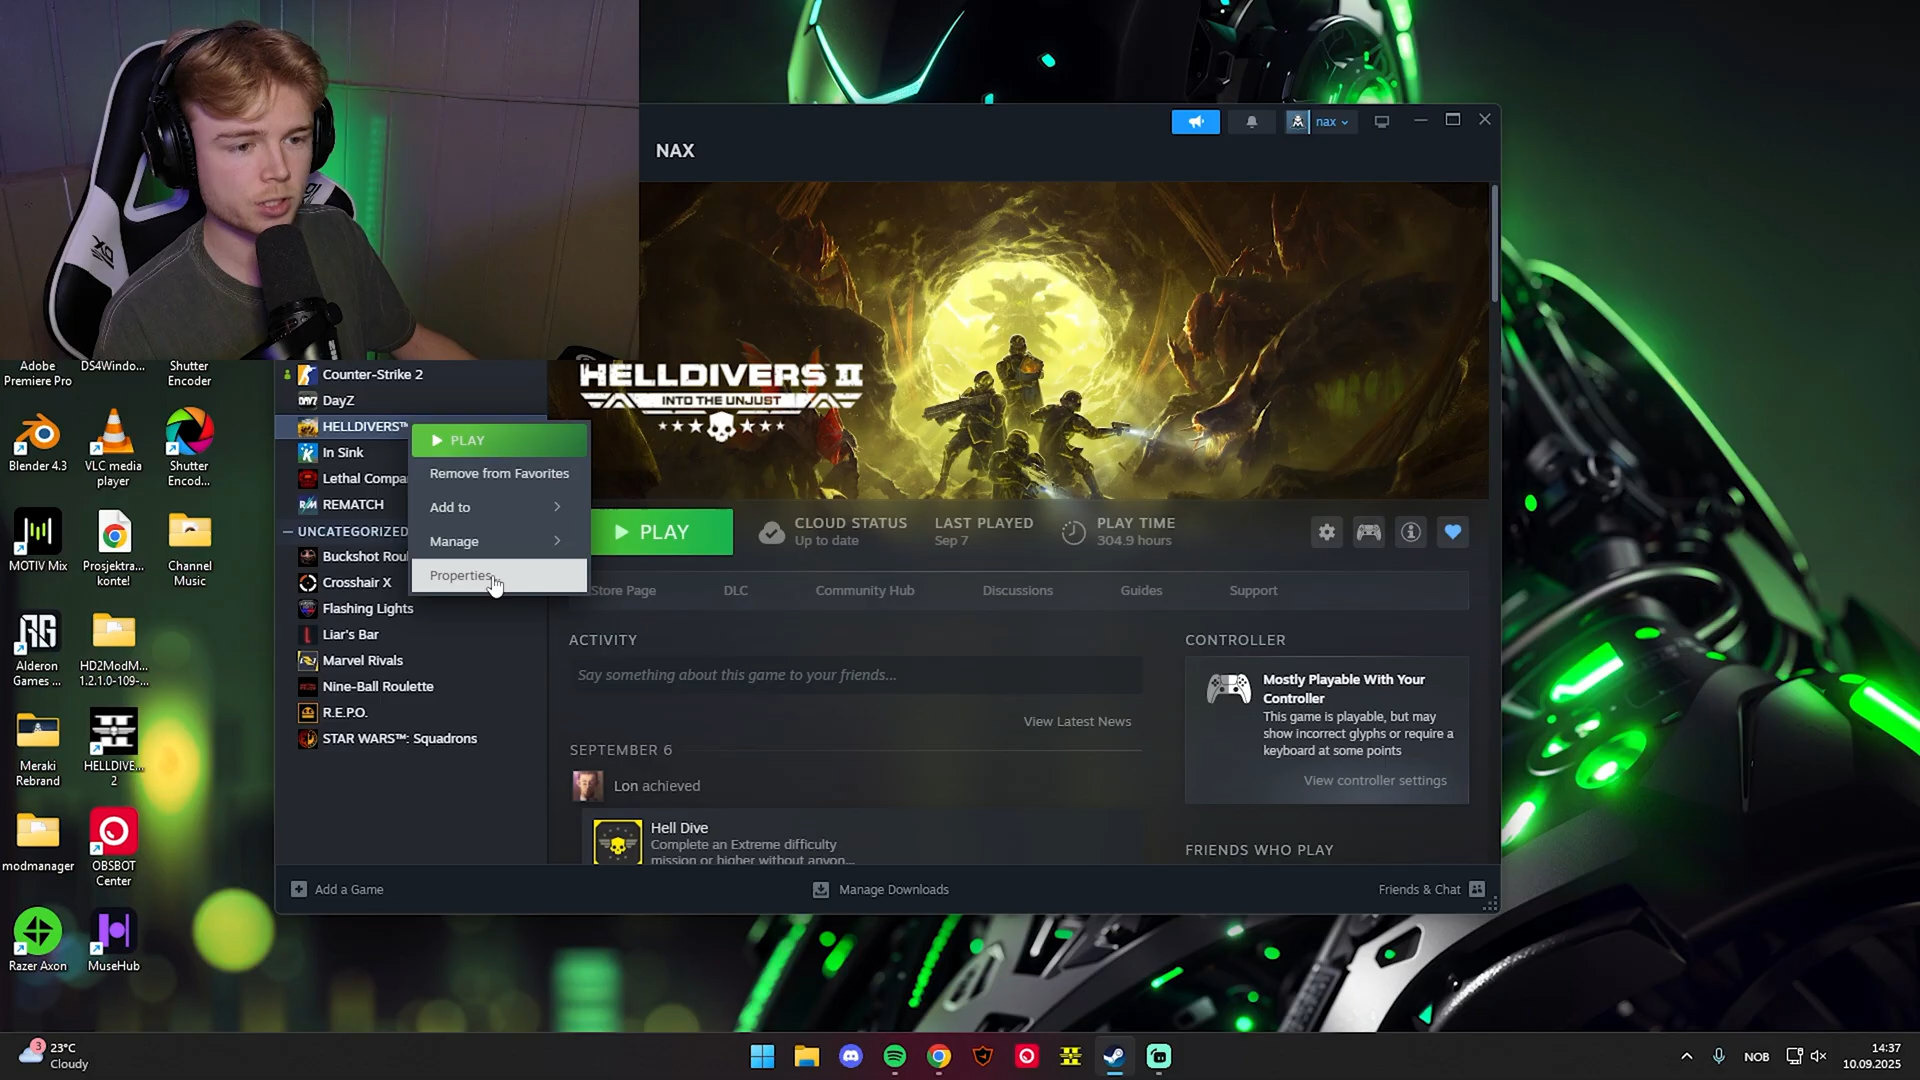 nax
NAX
HELLDIVERS II
INTO THE UNJUST
Adobe
Premiere Pro
DS4Windo...
Shutter
Encoder
Blender 4.3
VLC media
player
Shutter
Encod...
MOTIV Mix
Prosjektra...
konte!
Channel
Music
Alderon
Games ...
HD2ModM...
1.2.1.0-109-...
Meraki
Rebrand
HELLDIVE...
2
modmanager
OBSBOT
Center
Razer Axon
MuseHub
Counter-Strike 2
DayZ
HELLDIVERS™
In Sink
Lethal Compa
REMATCH
— UNCATEGORIZED
Buckshot Rou
Crosshair X
Flashing Lights
Liar's Bar
Marvel Rivals
Nine-Ball Roulette
R.E.P.O.
STAR WARS™: Squadrons
PLAY
Remove from Favorites
Add to
Manage
Properties...
PLAY
CLOUD STATUS
Up to date
LAST PLAYED
Sep 7
PLAY TIME
304.9 hours
Store Page
DLC
Community Hub
Discussions
Guides
Support
ACTIVITY
Say something about this game to your friends...
View Latest News
SEPTEMBER 6
Lon achieved
Hell Dive
Complete an Extreme difficulty
mission or higher without anyon...
CONTROLLER
Mostly Playable With Your
Controller
This game is playable, but may
show incorrect glyphs or require a
keyboard at some points
View controller settings
FRIENDS WHO PLAY
Add a Game
Manage Downloads
Friends & Chat
3
23°C
Cloudy
NOB
14:37
10.09.2025